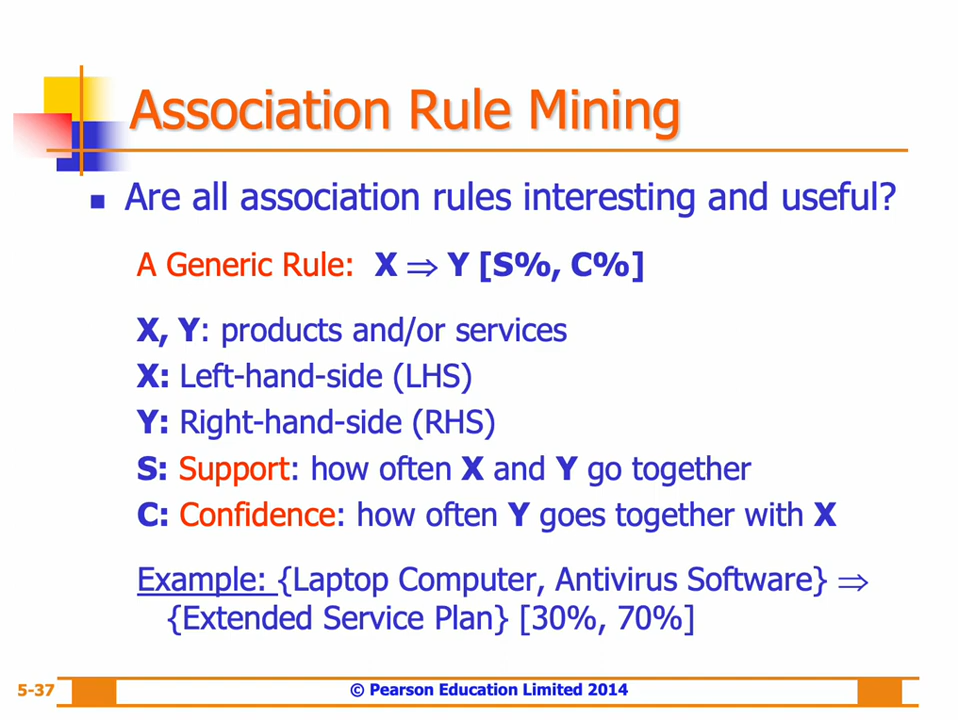 Association Rule Mining
Are all association rules interesting and useful?
A Generic Rule: X ⇒ Y [S%, C%]
X, Y: products and/or services
X: Left-hand-side (LHS)
Y: Right-hand-side (RHS)
S: Support: how often X and Y go together
C: Confidence: how often Y goes together with X
Example: {Laptop Computer, Antivirus Software} ⇒
{Extended Service Plan} [30%, 70%]
5-37
© Pearson Education Limited 2014